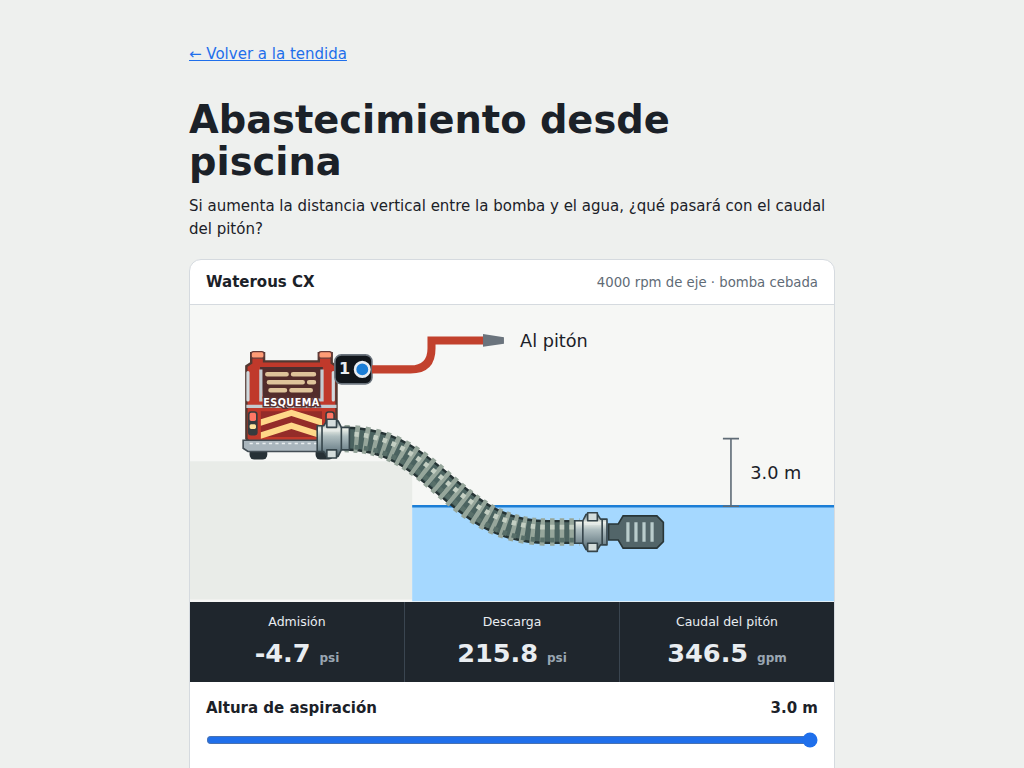 ← Volver a la tendida
Abastecimiento desde
piscina
Si aumenta la distancia vertical entre la bomba y el agua, ¿qué pasará con el caudal
del pitón?
Waterous CX
4000 rpm de eje · bomba cebada
Al pitón
1
ESQUEMA
3.0 m
Admisión
Descarga
Caudal del pitón
-4.7 psi
215.8 psi
346.5 gpm
Altura de aspiración
3.0 m